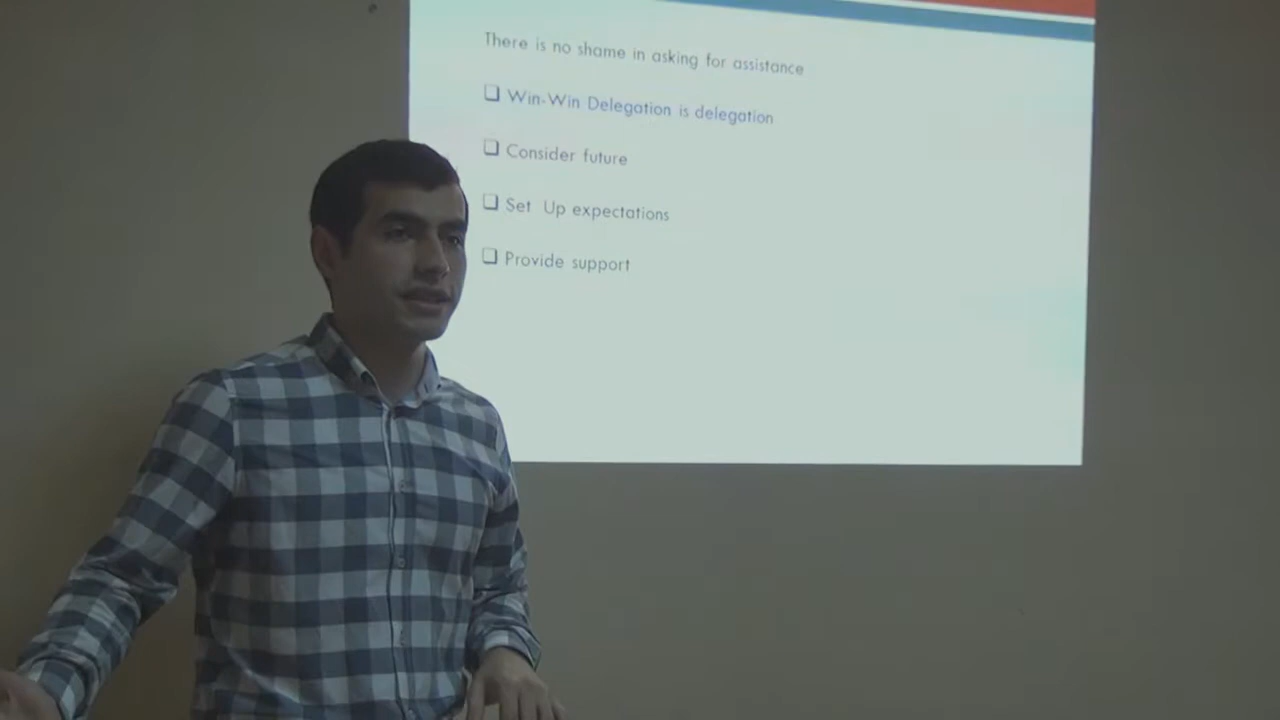 There is no shame in asking for assistance
❑ Win-Win Delegation is delegation
❑ Consider future
❑ Set Up expectations
❑ Provide support